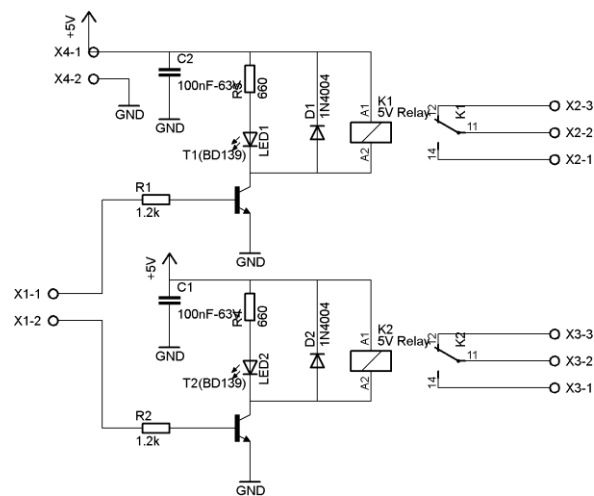 +5V
X4-1
X4-2
GND
C2
100nF-63V
GND
660
LED1
T1(BD139)
D1
1N4004
K1
5V Relay
A1
A2
12
K1
11
14
X2-3
X2-2
X2-1
R1
1.2k
GND
X1-1
X1-2
+5V
C1
100nF-63V
GND
660
LED2
T2(BD139)
D2
1N4004
K2
5V Relay
A1
A2
12
K2
11
14
X3-3
X3-2
X3-1
R2
1.2k
GND